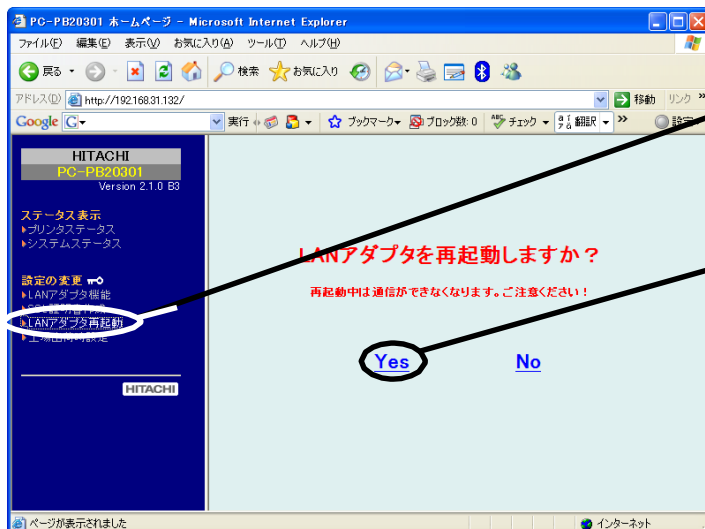 PC-PB20301 ホームページ - Microsoft Internet Explorer
ファイル(F) 編集(E) 表示(V) お気に入り(A) ツール(T) ヘルプ(H)
戻る 検索 お気に入り
アドレス(D) http://192.168.31.132/ 移動 リンク »
Google G 実行 ブックマーク ブロック数: 0 チェック 翻訳 » 設定
HITACHI
PC-PB20301
Version 2.1.0 B3
ステータス表示
プリンタステータス
システムステータス
設定の変更
LANアダプタ機能
LANアダプタ再起動
工場出荷時設定
HITACHI
LANアダプタを再起動しますか？
再起動中は通信ができなくなります。ご注意ください！
Yes No
ページが表示されました インターネット